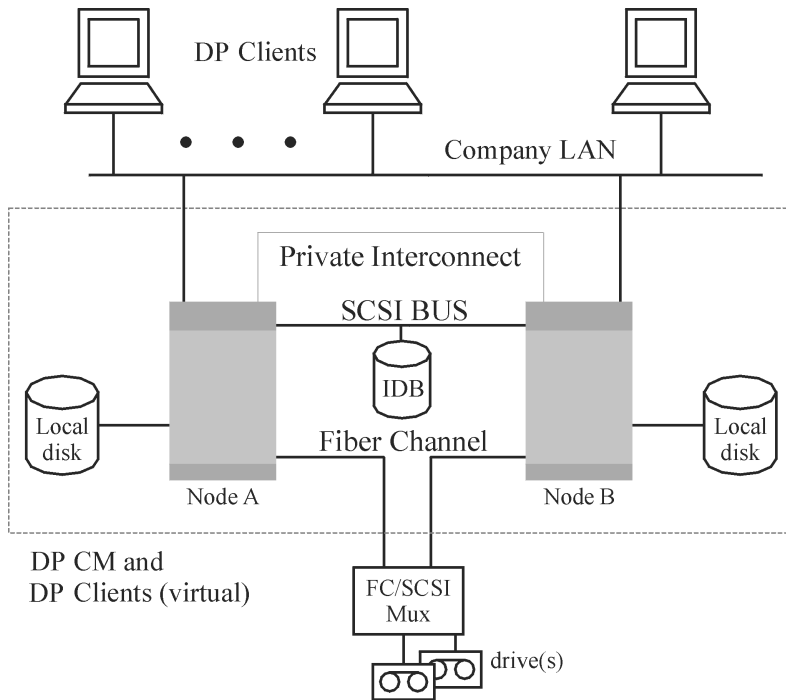 DP Clients
Company LAN
Private Interconnect
SCSI BUS
IDB
Local
disk
Local
disk
Fiber Channel
Node A
Node B
DP CM and
DP Clients (virtual)
FC/SCSI
Mux
drive(s)